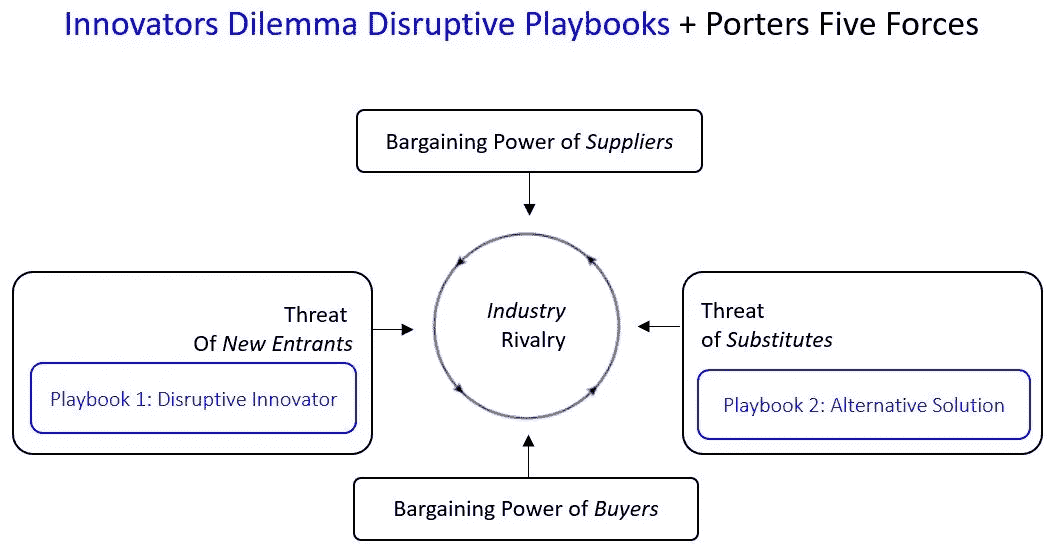 Innovators Dilemma Disruptive Playbooks + Porters Five Forces
Bargaining Power of Suppliers
Threat
Of New Entrants
Playbook 1: Disruptive Innovator
Industry
Rivalry
Threat
of Substitutes
Playbook 2: Alternative Solution
Bargaining Power of Buyers